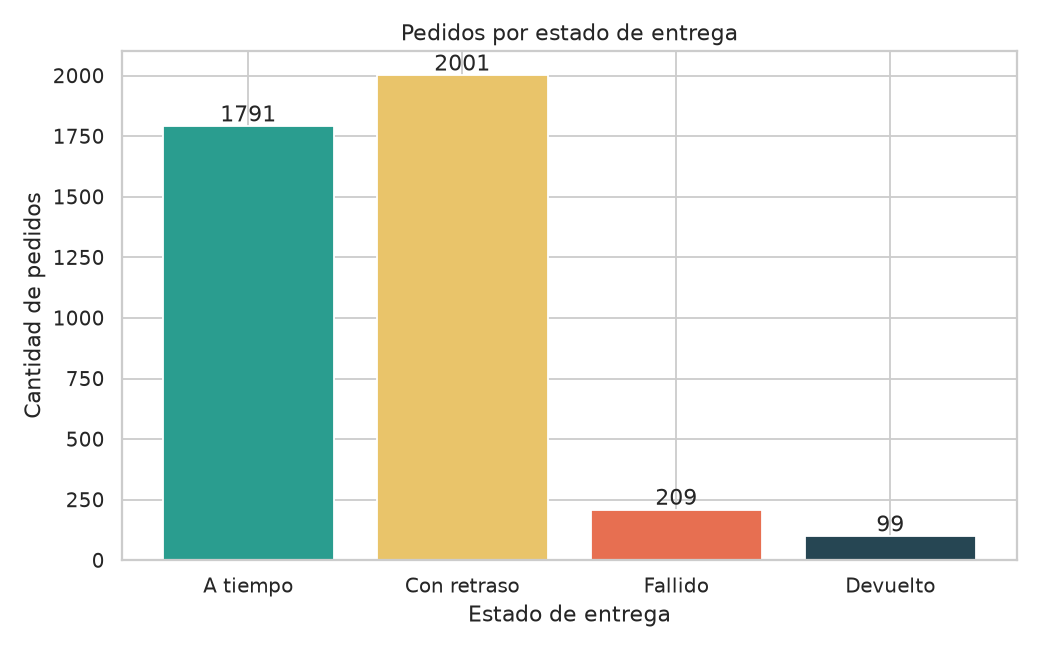 Pedidos por estado de entrega
Cantidad de pedidos
2000
1750
1500
1250
1000
750
500
250
0
1791
2001
209
99
A tiempo
Con retraso
Fallido
Devuelto
Estado de entrega